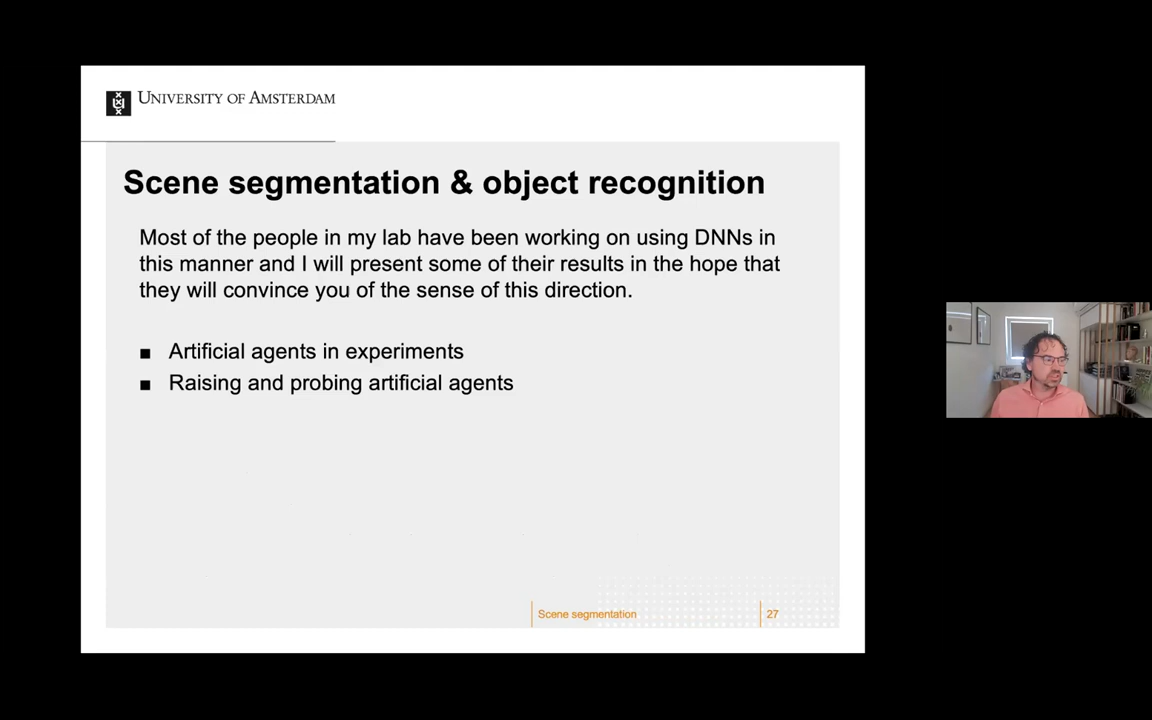 UNIVERSITY OF AMSTERDAM
Scene segmentation & object recognition
Most of the people in my lab have been working on using DNNs in
this manner and I will present some of their results in the hope that
they will convince you of the sense of this direction.
■ Artificial agents in experiments
■ Raising and probing artificial agents
Scene segmentation 27